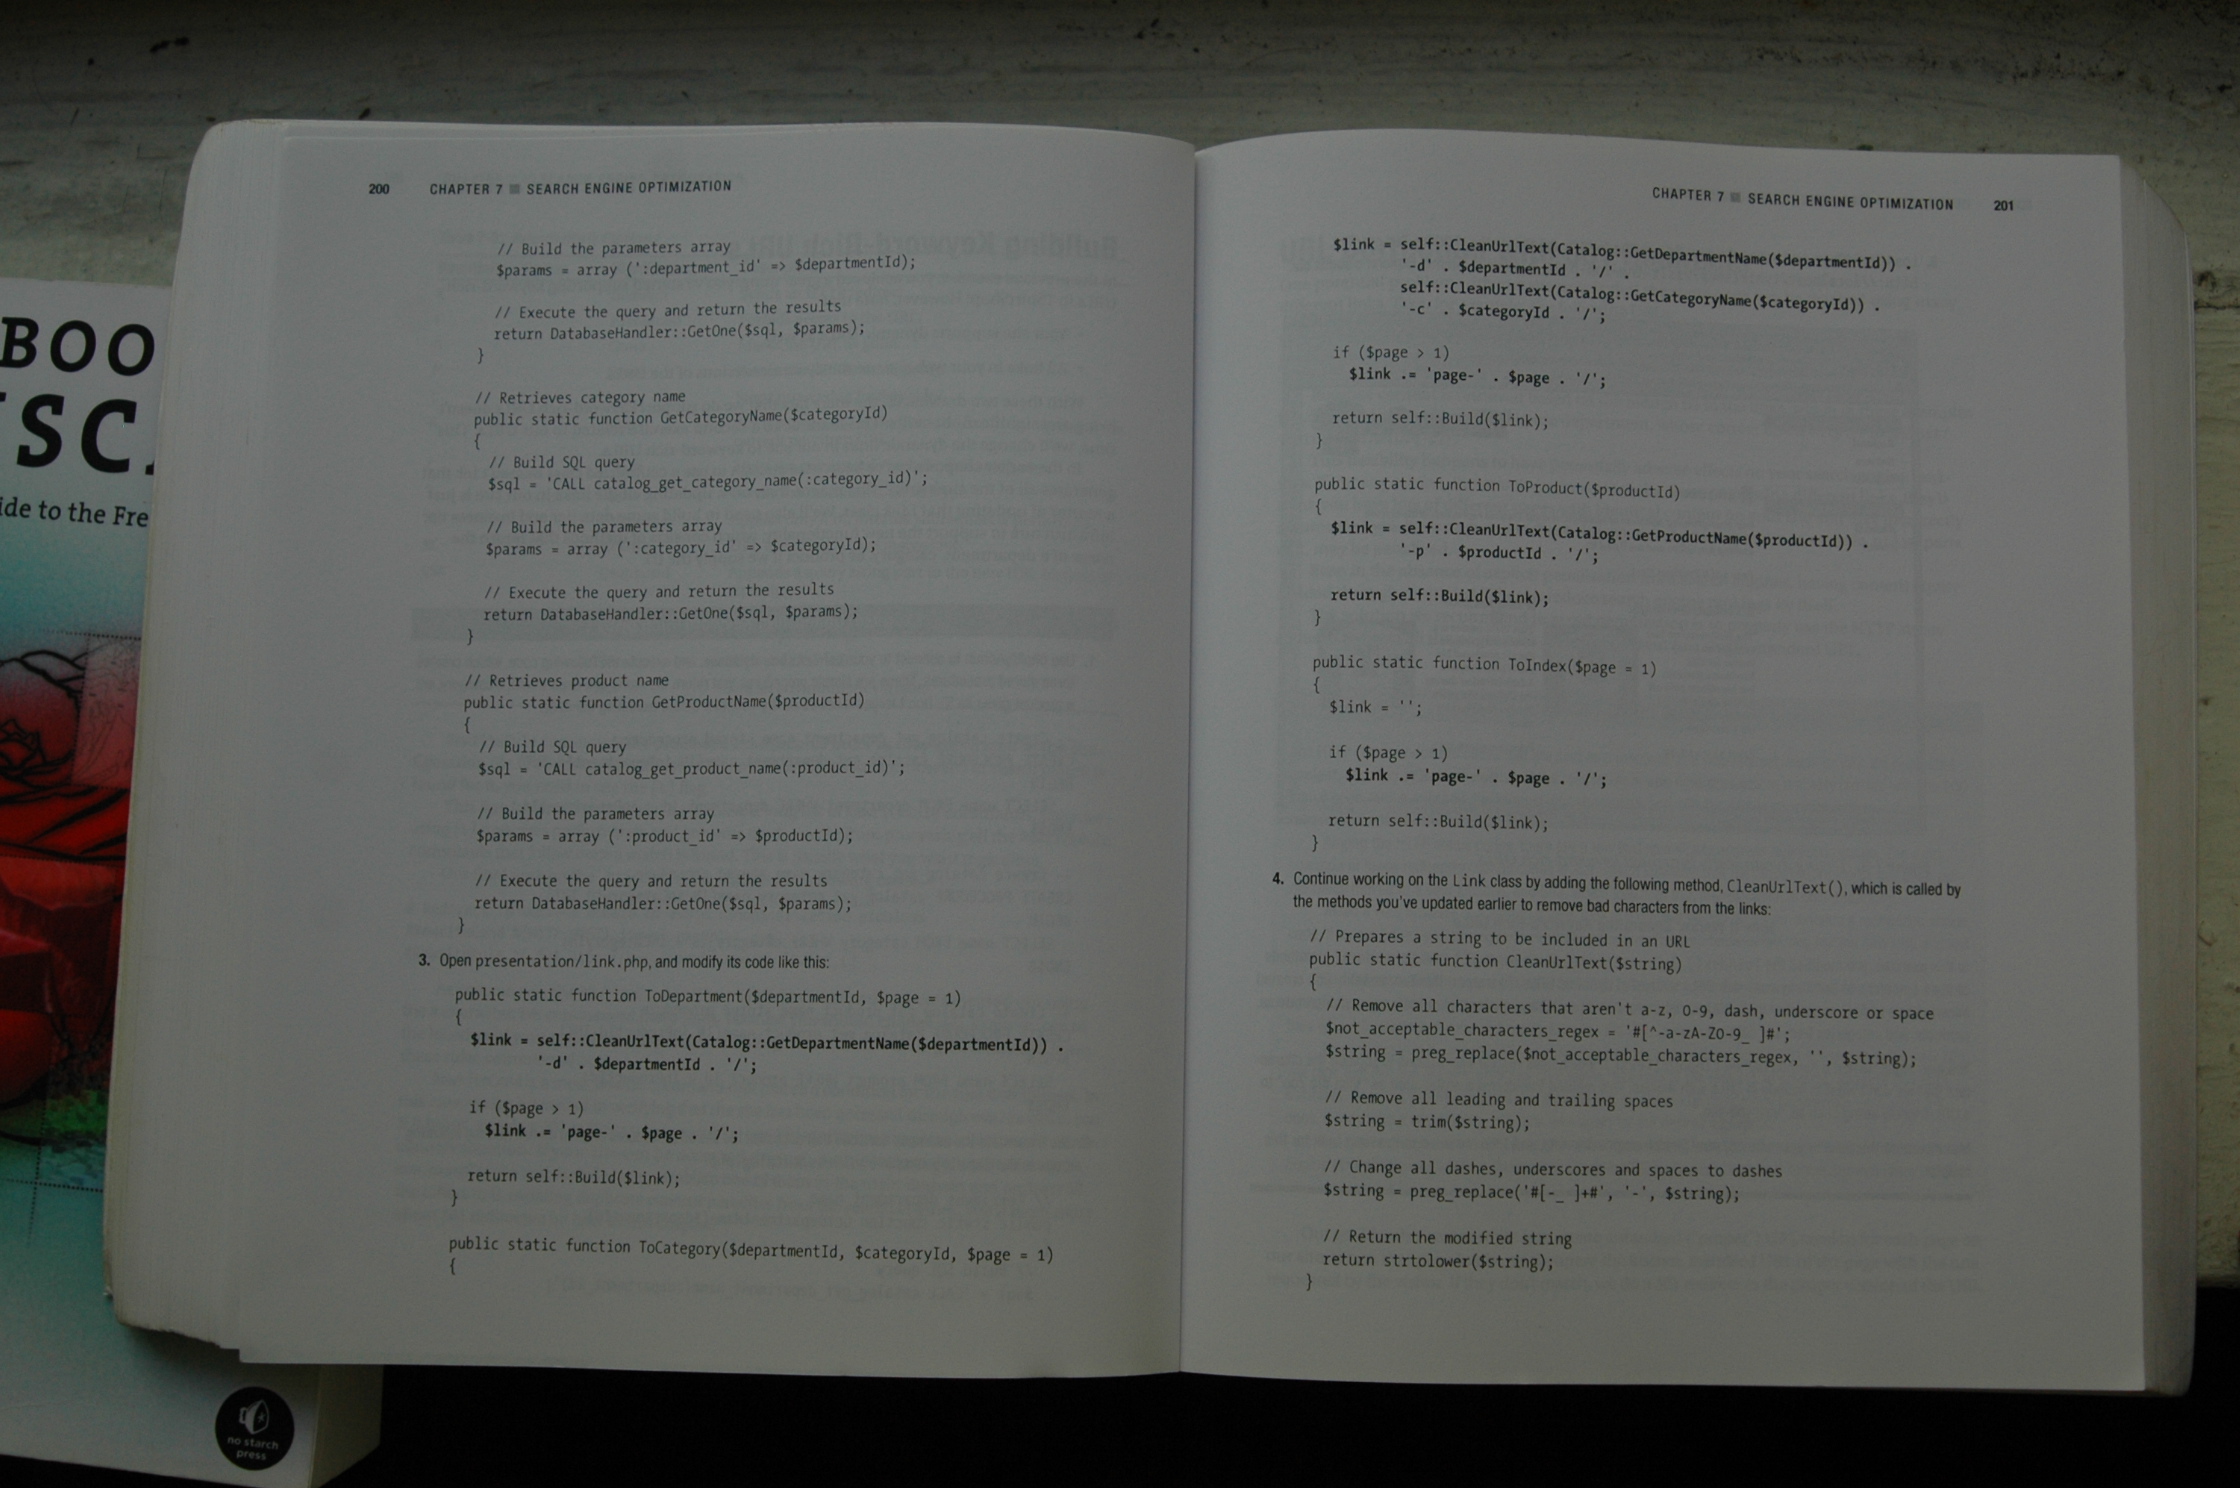 BOO
ISC
ide to the Fre
no starch
press
200 CHAPTER 7 ■ SEARCH ENGINE OPTIMIZATION
// Build the parameters array
$params = array (':department_id' => $departmentId);
// Execute the query and return the results
return DatabaseHandler::GetOne($sql, $params);
}
// Retrieves category name
public static function GetCategoryName($categoryId)
{
// Build SQL query
$sql = 'CALL catalog_get_category_name(:category_id)';
// Build the parameters array
$params = array (':category_id' => $categoryId);
// Execute the query and return the results
return DatabaseHandler::GetOne($sql, $params);
}
// Retrieves product name
public static function GetProductName($productId)
{
// Build SQL query
$sql = 'CALL catalog_get_product_name(:product_id)';
// Build the parameters array
$params = array (':product_id' => $productId);
// Execute the query and return the results
return DatabaseHandler::GetOne($sql, $params);
}
3. Open presentation/link.php, and modify its code like this:
public static function ToDepartment($departmentId, $page = 1)
{
$link = self::CleanUrlText(Catalog::GetDepartmentName($departmentId)) .
'-d' . $departmentId . '/';
if ($page > 1)
$link .= 'page-' . $page . '/';
return self::Build($link);
}
public static function ToCategory($departmentId, $categoryId, $page = 1)
{
CHAPTER 7 ■ SEARCH ENGINE OPTIMIZATION 201
$link = self::CleanUrlText(Catalog::GetDepartmentName($departmentId)) .
'-d' . $departmentId . '/' .
self::CleanUrlText(Catalog::GetCategoryName($categoryId)) .
'-c' . $categoryId . '/';
if ($page > 1)
$link .= 'page-' . $page . '/';
return self::Build($link);
}
public static function ToProduct($productId)
{
$link = self::CleanUrlText(Catalog::GetProductName($productId)) .
'-p' . $productId . '/';
return self::Build($link);
}
public static function ToIndex($page = 1)
{
$link = '';
if ($page > 1)
$link .= 'page-' . $page . '/';
return self::Build($link);
}
4. Continue working on the Link class by adding the following method, CleanUrlText(), which is called by
the methods you've updated earlier to remove bad characters from the links:
// Prepares a string to be included in an URL
public static function CleanUrlText($string)
{
// Remove all characters that aren't a-z, 0-9, dash, underscore or space
$not_acceptable_characters_regex = '#[^-a-zA-Z0-9_ ]#';
$string = preg_replace($not_acceptable_characters_regex, '', $string);
// Remove all leading and trailing spaces
$string = trim($string);
// Change all dashes, underscores and spaces to dashes
$string = preg_replace('#[-_ ]+#', '-', $string);
// Return the modified string
return strtolower($string);
}